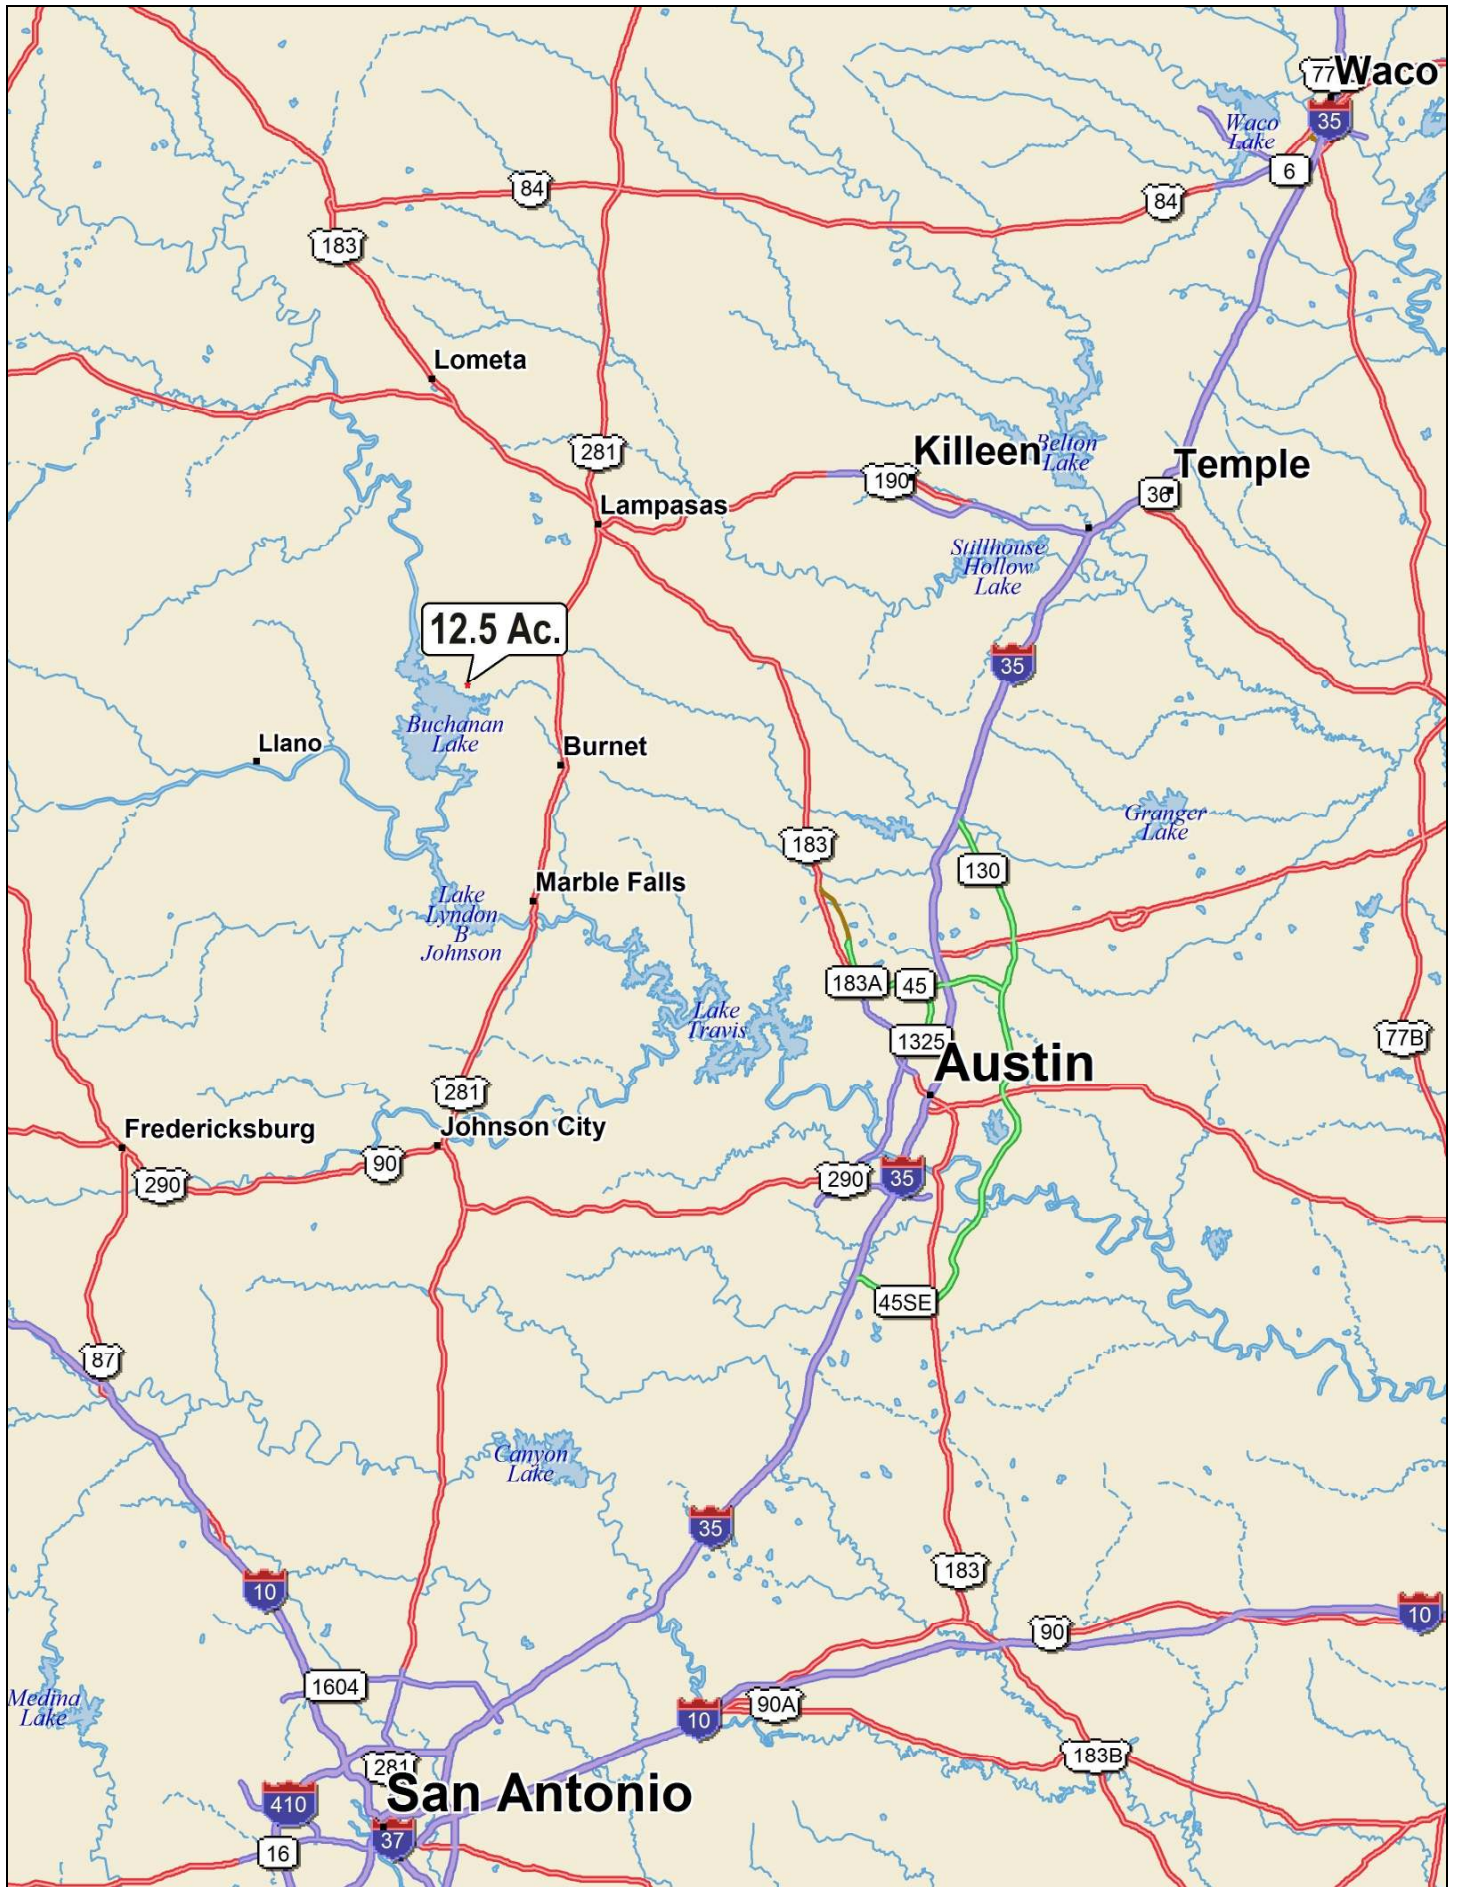 77
Waco
35
Waco
Lake
6
84
84
183
Lometa
281
Killeen
Belton
Lake
Temple
190
36
Lampasas
Stillhouse
Hollow
Lake
12.5 Ac.
35
Buchanan
Lake
Llano
Burnet
Granger
Lake
183
130
Marble Falls
Lake
Lyndon
B
Johnson
183A
45
Lake
Travis
1325
77B
Austin
281
Fredericksburg
Johnson City
90
290
290
35
45SE
87
Canyon
Lake
35
183
10
10
90
1604
Medina
Lake
90A
10
183B
281
San Antonio
410
37
16